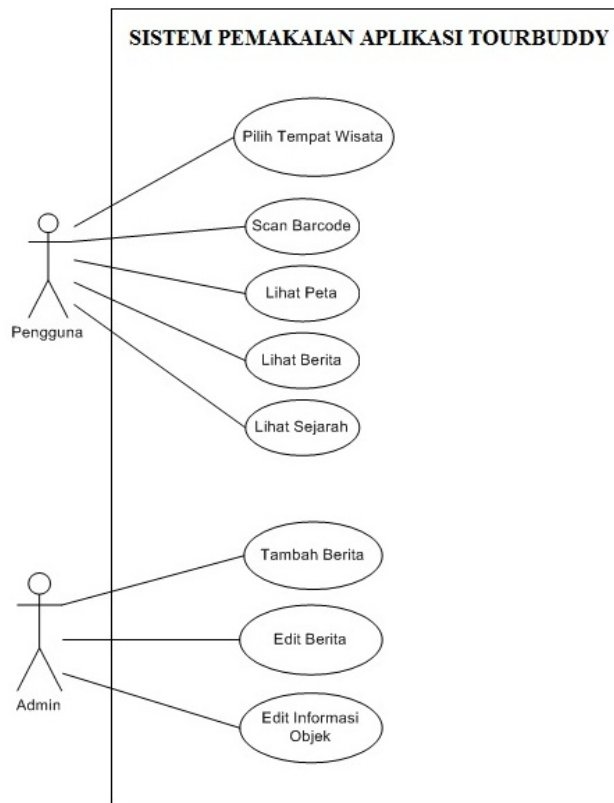 SISTEM PEMAKAIAN APLIKASI TOURBUDDY
Pilih Tempat Wisata
Scan Barcode
Lihat Peta
Pengguna
Lihat Berita
Lihat Sejarah
Tambah Berita
Edit Berita
Admin
Edit Informasi
Objek